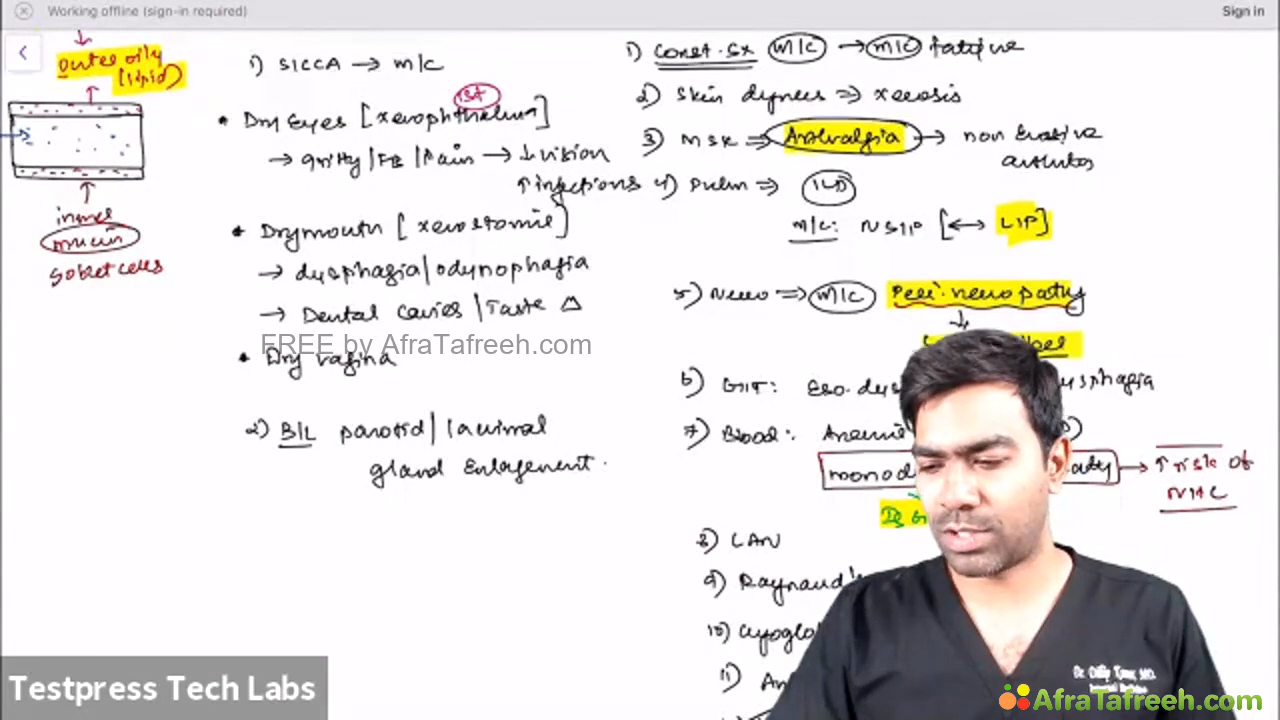 Working offline (sign-in required)
Sign in
Outer oily
(lipid)
inner
mucin
goblet cells
1) SICCA → M/C
1st
• Dry Eyes [xerophthalmia]
→ gritty/FB/Pain → ↓ vision
↑ infections
• Dry mouth [xerostomia]
→ dysphagia/odynophagia
→ Dental caries/Taste Δ
• Dry vagina
2) B/L parotid/lacrimal
gland Enlargement.
1) Const. Sx M/C → M/C fatigue
2) Skin dryness ⇒ xerosis
3) MSK ⇒ Arthralgia → non Erosive
arthritis
4) Pulm ⇒ ILD
M/C: NSIP [↔ LIP]
5) Neuro ⇒ M/C Peri. neuropathy
↓
6) GIT:
7) Blood:
→ ↑ risk of
NHL
8) LAN
9) Raynaud's
10)
11)
FREE by AfraTafreeh.com
Testpress Tech Labs
AfraTafreeh.com